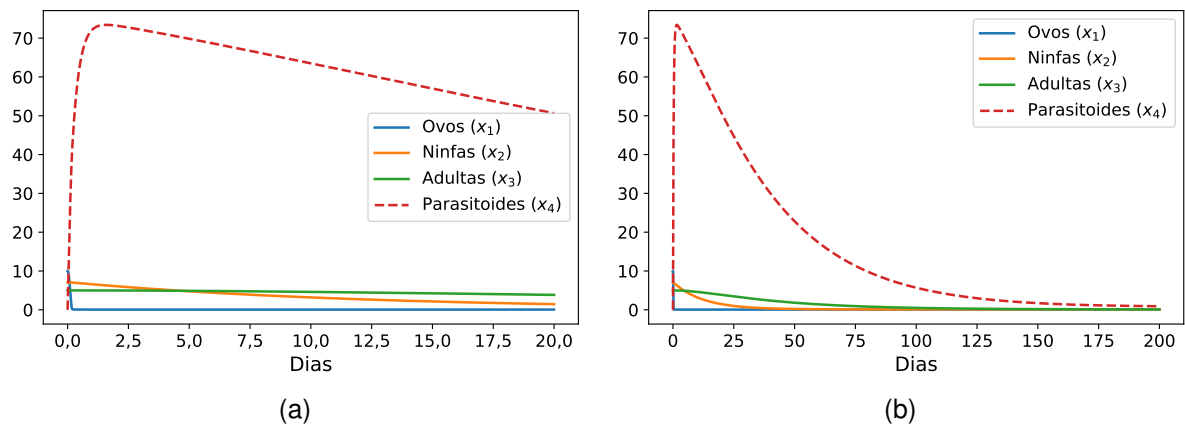 70
60
50
40
30
20
10
0
Ovos (x₁)
Ninfas (x₂)
Adultas (x₃)
Parasitoides (x₄)
0,0 2,5 5,0 7,5 10,0 12,5 15,0 17,5 20,0
Dias
(a)
70
60
50
40
30
20
10
0
Ovos (x₁)
Ninfas (x₂)
Adultas (x₃)
Parasitoides (x₄)
0 25 50 75 100 125 150 175 200
Dias
(b)